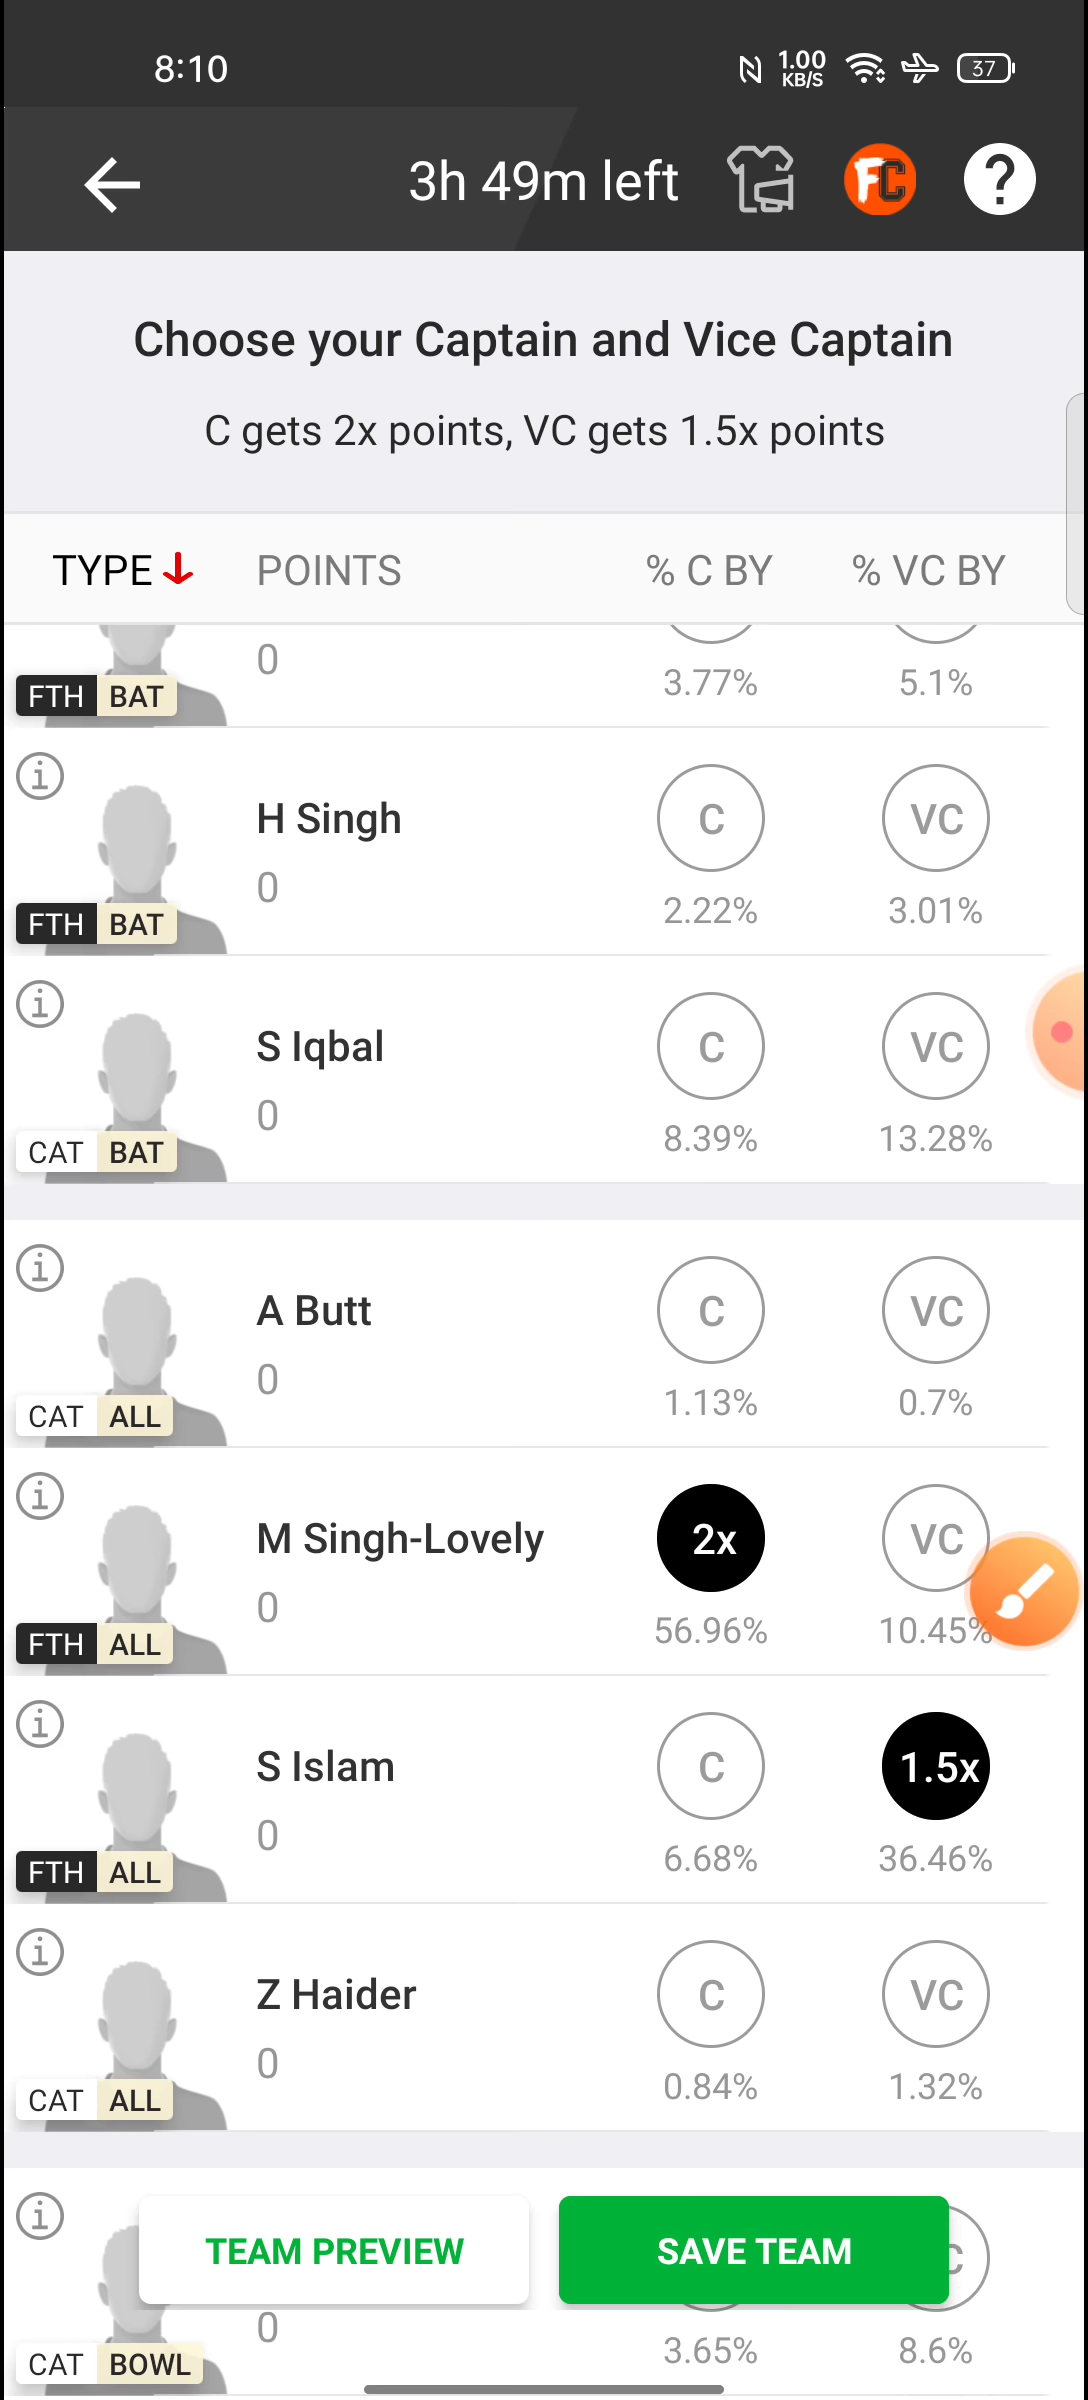 8:10
1.00
KB/S
37
3h 49m left
FC
?
Choose your Captain and Vice Captain
C gets 2x points, VC gets 1.5x points
TYPE POINTS % C BY % VC BY
0
3.77% 5.1%
FTH BAT
H Singh
C VC
0
2.22% 3.01%
FTH BAT
S Iqbal
C VC
0
8.39% 13.28%
CAT BAT
A Butt
C VC
0
1.13% 0.7%
CAT ALL
M Singh-Lovely
2x VC
0
56.96% 10.45%
FTH ALL
S Islam
C 1.5x
0
6.68% 36.46%
FTH ALL
Z Haider
C VC
0
0.84% 1.32%
CAT ALL
TEAM PREVIEW SAVE TEAM
C
0
3.65% 8.6%
CAT BOWL